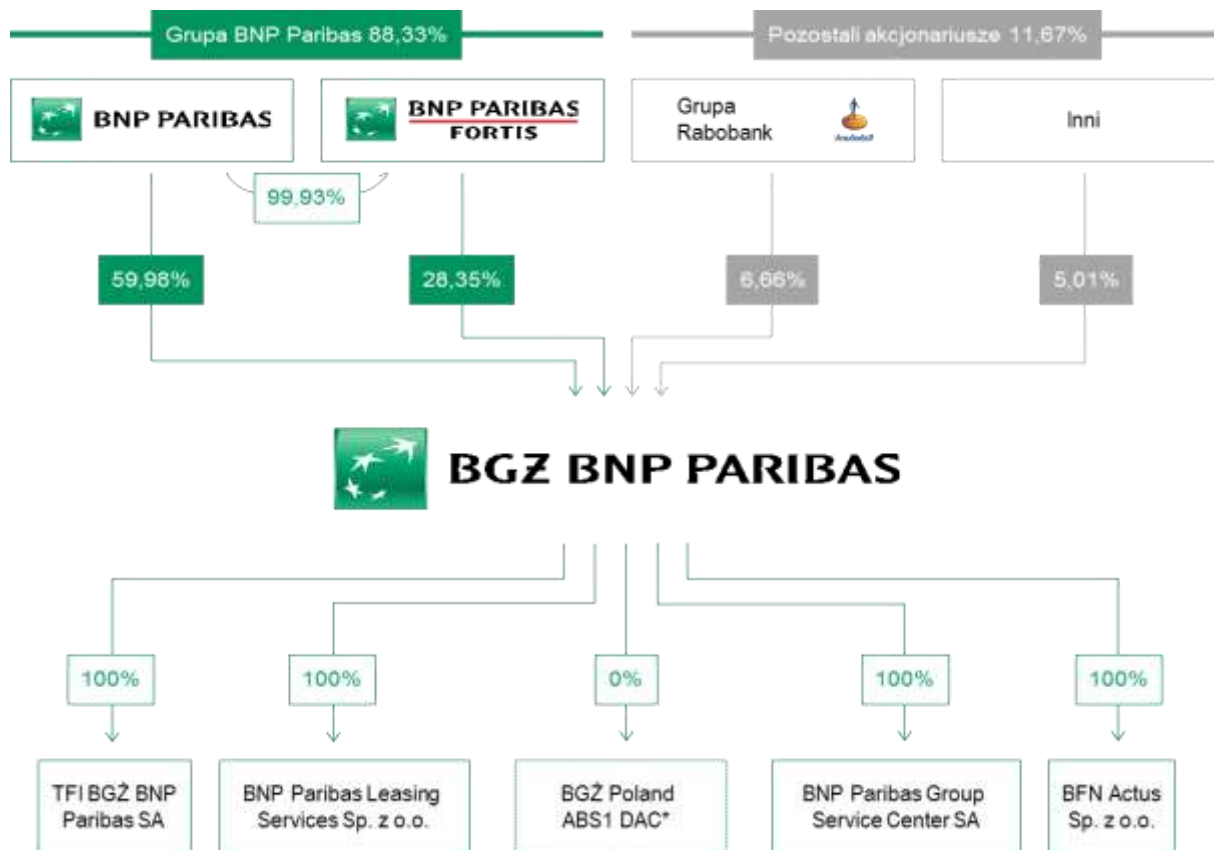 Grupa BNP Paribas 88,33%
Pozostali akcjonariusze 11,67%
BNP PARIBAS
BNP PARIBAS
FORTIS
Grupa
Rabobank
Inni
99,93%
59,98%
28,35%
6,66%
5,01%
BGŻ BNP PARIBAS
100%
100%
0%
100%
100%
TFI BGŻ BNP
Paribas SA
BNP Paribas Leasing
Services Sp. z o.o.
BGŻ Poland
ABS1 DAC*
BNP Paribas Group
Service Center SA
BFN Actus
Sp. z o.o.